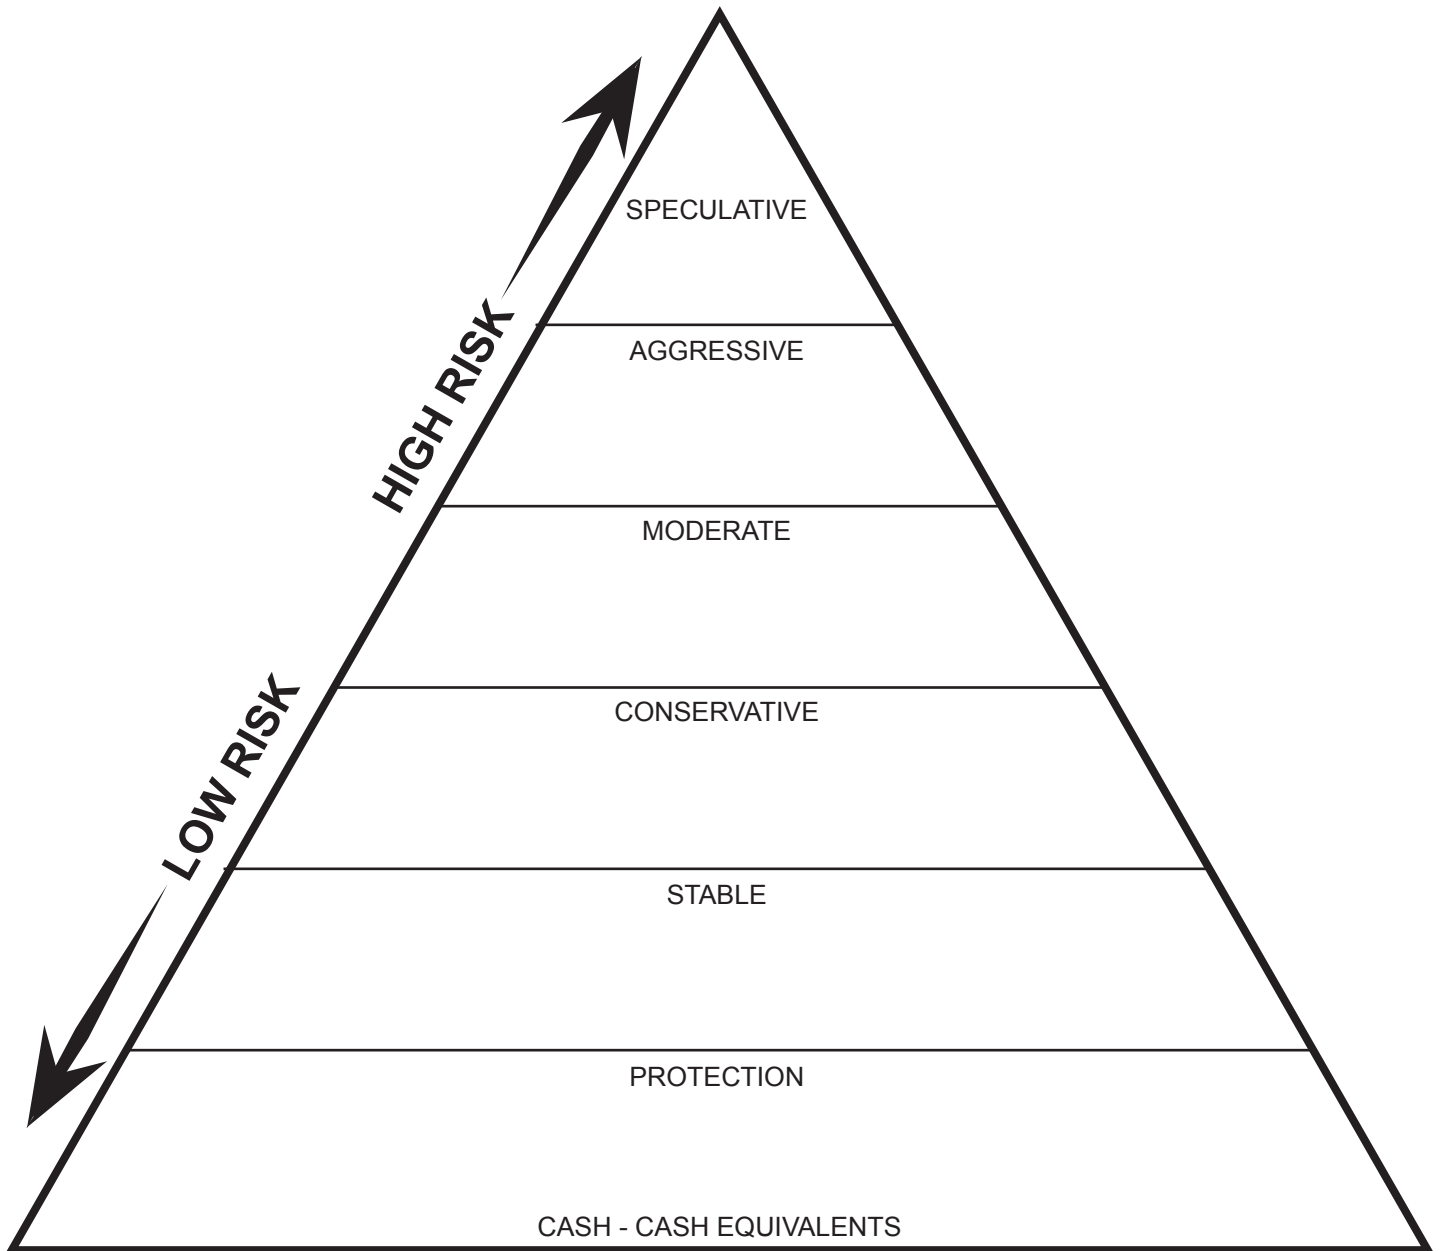 SPECULATIVE
HIGH RISK
AGGRESSIVE
MODERATE
LOW RISK
CONSERVATIVE
STABLE
PROTECTION
CASH - CASH EQUIVALENTS